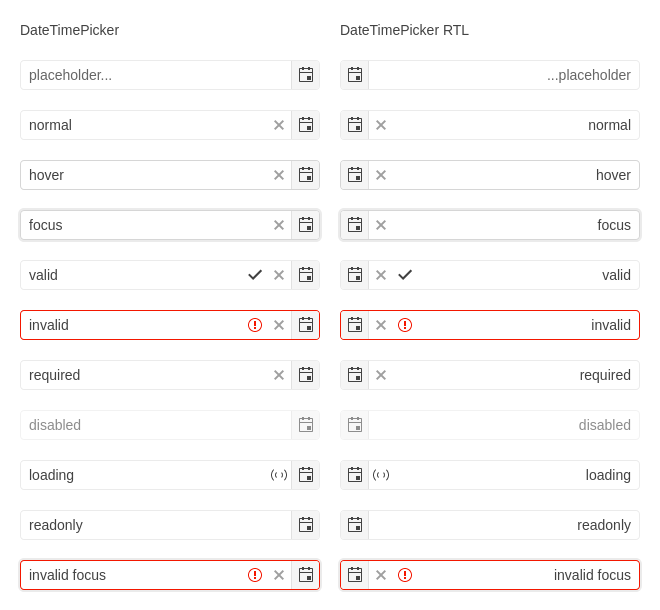 DateTimePicker
DateTimePicker RTL
placeholder...
...placeholder
normal
normal
hover
hover
focus
focus
valid
valid
invalid
invalid
required
required
disabled
disabled
loading
loading
readonly
readonly
invalid focus
invalid focus